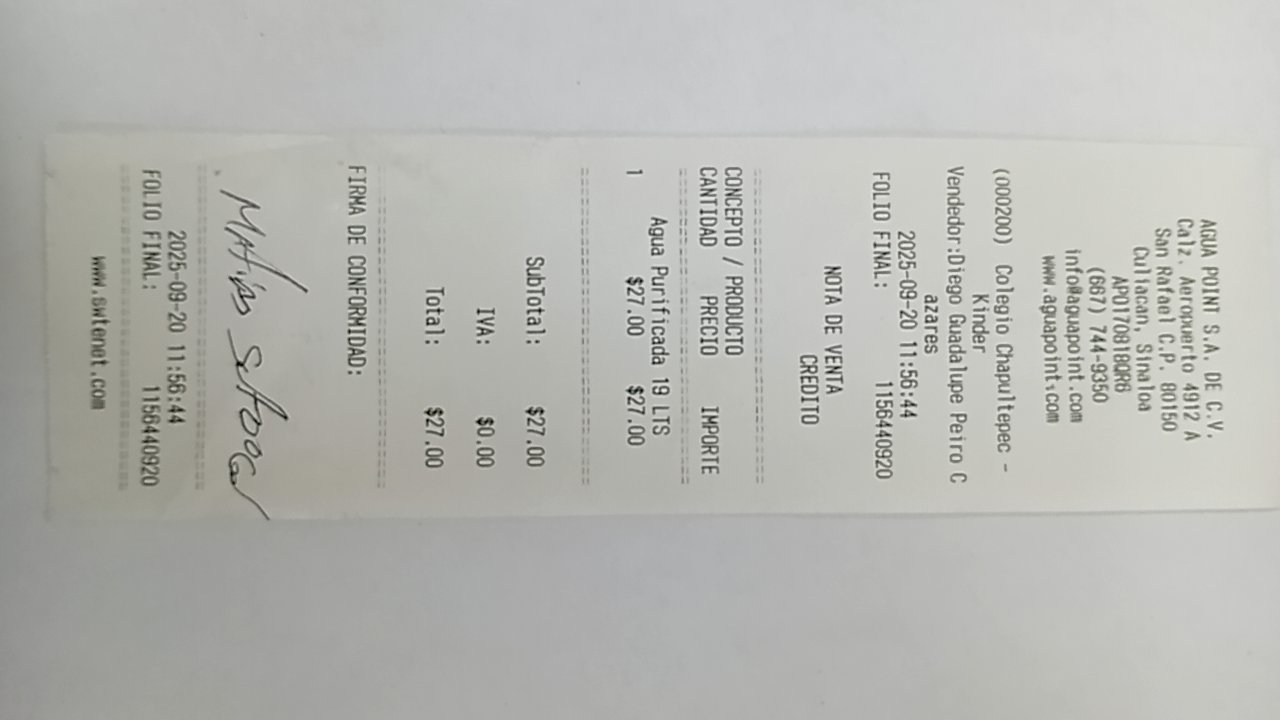 AGUA POINT S.A. DE C.V.
Calz. Aeropuerto 4912 A
San Rafael C.P. 80150
Culiacan, Sinaloa
APO170818QR6
(667) 744-9350
info@aguapoint.com
www.aguapoint.com
(000200) Colegio Chapultepec -
Kinder
Vendedor:Diego Guadalupe Peiro C
azares
2025-09-20 11:56:44
FOLIO FINAL: 1156440920
NOTA DE VENTA
CREDITO
CONCEPTO / PRODUCTO
CANTIDAD PRECIO IMPORTE
Agua Purificada 19 LTS
1 $27.00 $27.00
SubTotal: $27.00
IVA: $0.00
Total: $27.00
FIRMA DE CONFORMIDAD:
2025-09-20 11:56:44
FOLIO FINAL: 1156440920
www.swtenet.com